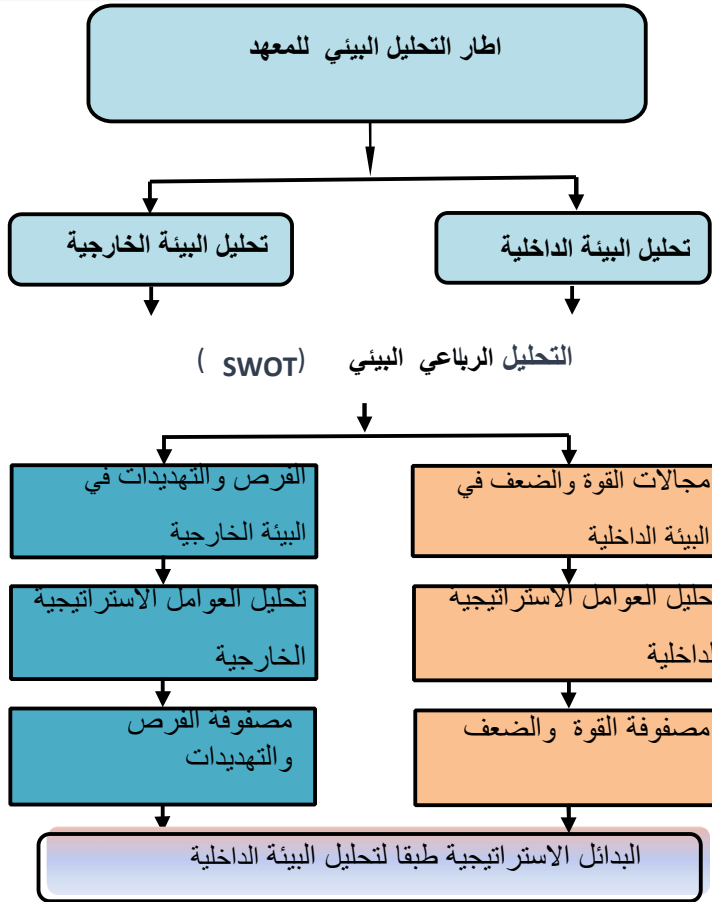 اطار التحليل البيئي للمعهد
تحليل البيئة الداخلية
تحليل البيئة الخارجية
التحليل الرباعي البيئي (SWOT)
مجالات القوة والضعف في
البيئة الداخلية
الفرص والتهديدات في
البيئة الخارجية
حليل العوامل الاستراتيجية
لداخلية
تحليل العوامل الاستراتيجية
الخارجية
مصفوفة القوة والضعف
مصفوفة الفرص
والتهديدات
البدائل الاستراتيجية طبقا لتحليل البيئة الداخلية